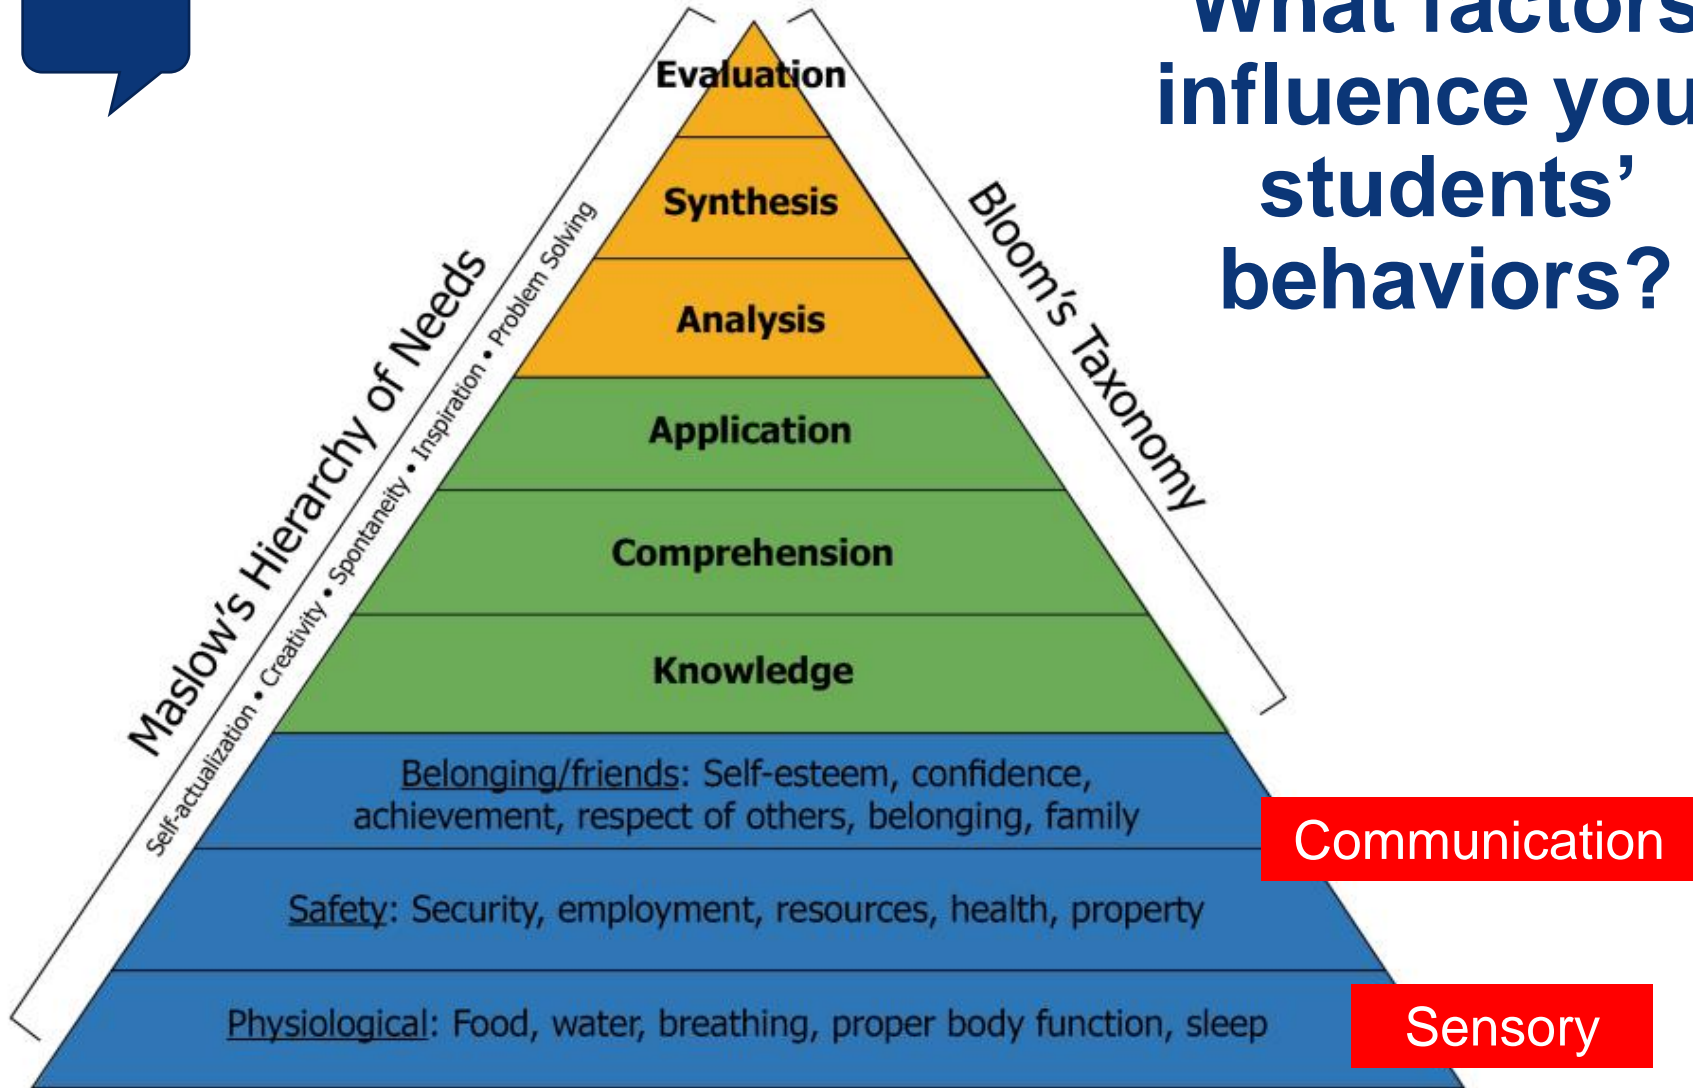 What factors
influence you
students’
behaviors?
Evaluation
Synthesis
Analysis
Application
Comprehension
Knowledge
Belonging/friends: Self-esteem, confidence,
achievement, respect of others, belonging, family
Safety: Security, employment, resources, health, property
Physiological: Food, water, breathing, proper body function, sleep
Maslow’s Hierarchy of Needs
Self-actualization • Creativity • Spontaneity • Inspiration • Problem Solving
Bloom’s Taxonomy
Communication
Sensory